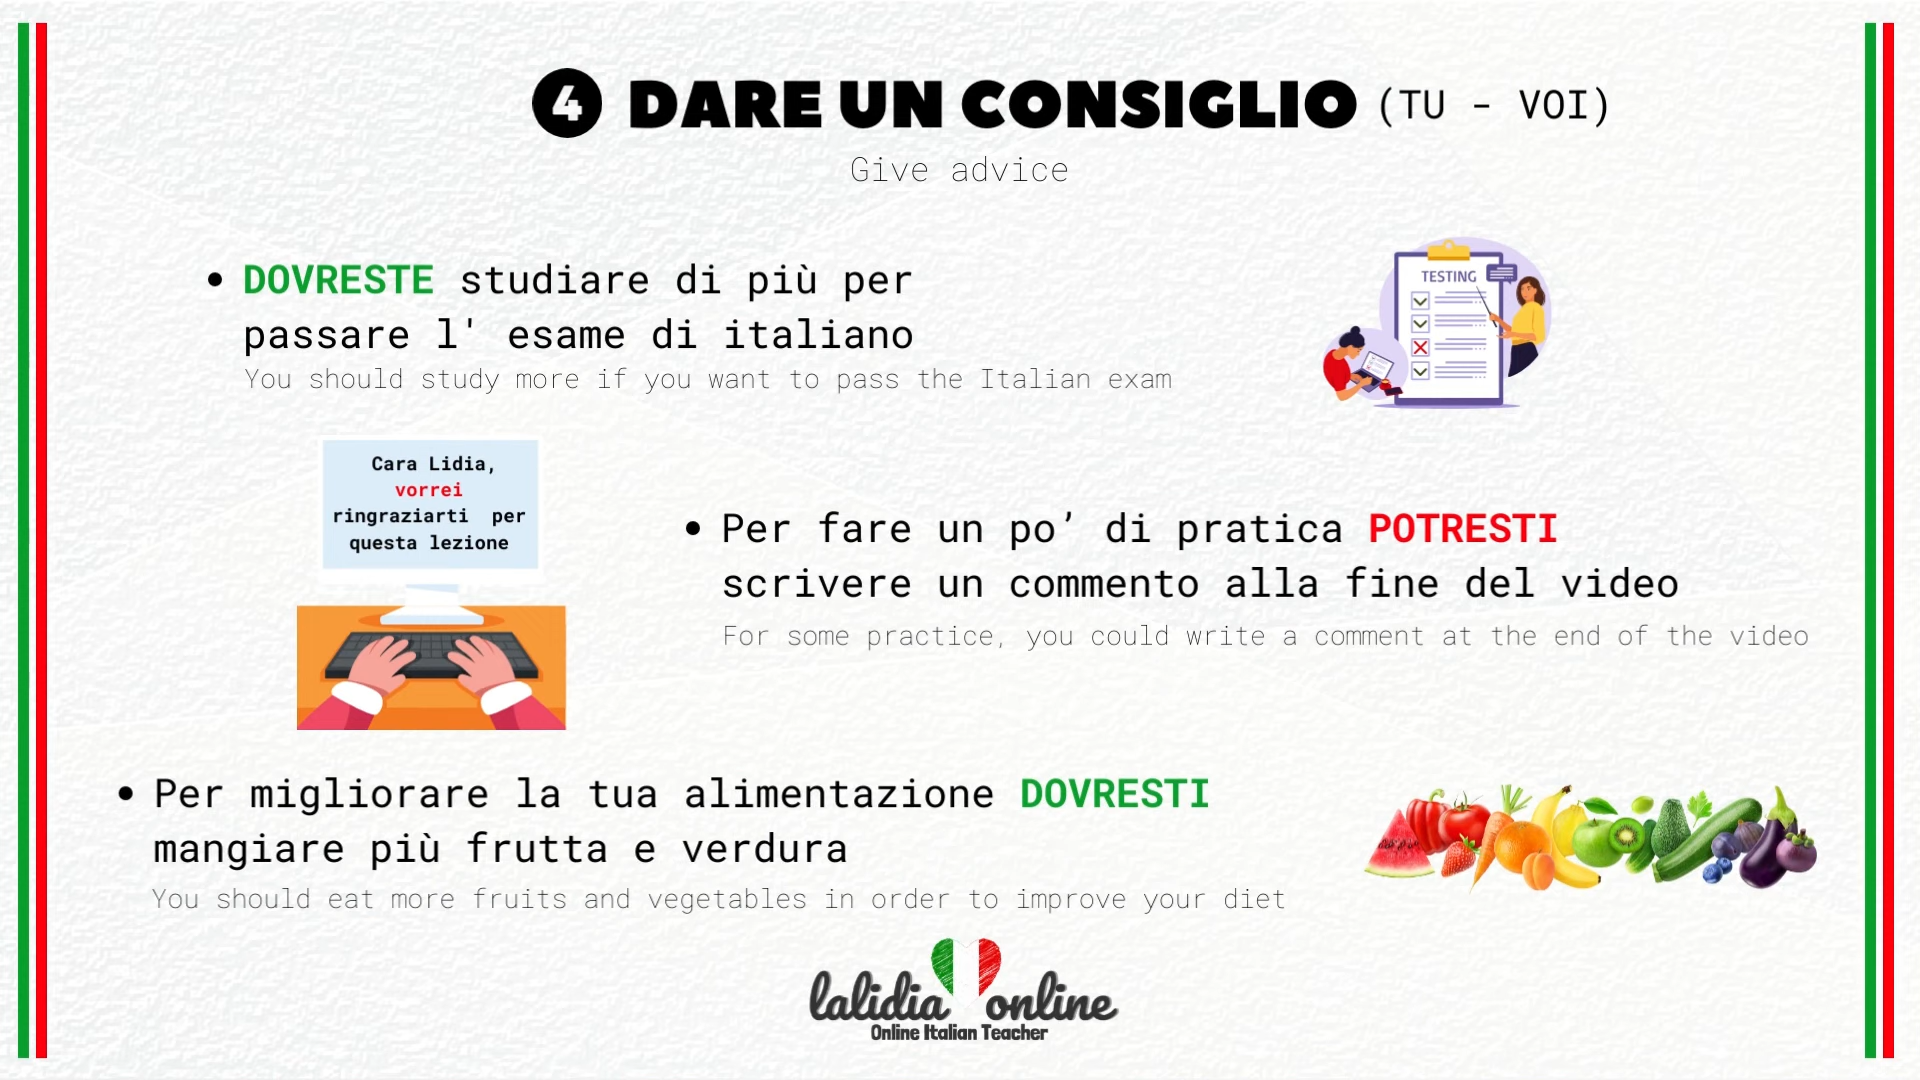 4 DARE UN CONSIGLIO (TU - VOI)
Give advice
• DOVRESTE studiare di più per
passare l' esame di italiano
You should study more if you want to pass the Italian exam
TESTING
Cara Lidia,
vorrei
ringraziarti per
questa lezione
• Per fare un po’ di pratica POTRESTI
scrivere un commento alla fine del video
For some practice, you could write a comment at the end of the video
• Per migliorare la tua alimentazione DOVRESTI
mangiare più frutta e verdura
You should eat more fruits and vegetables in order to improve your diet
lalidia online
Online Italian Teacher